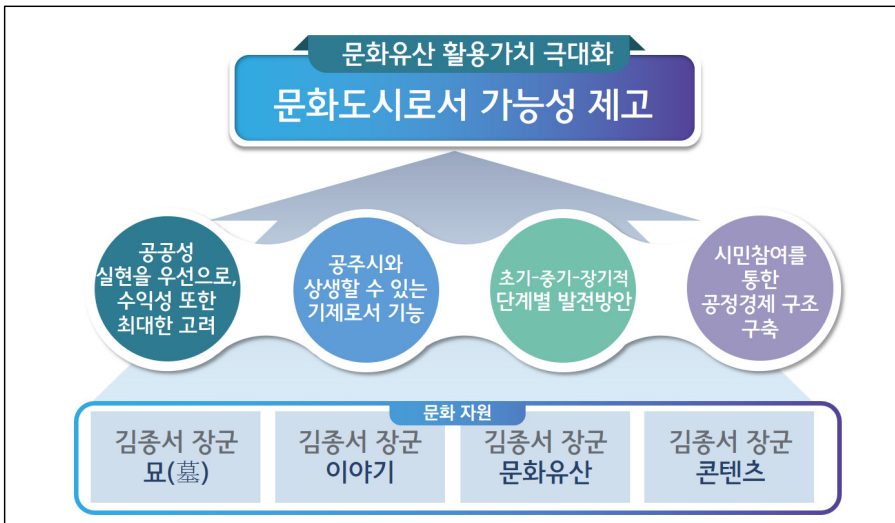 문화유산 활용가치 극대화
문화도시로서 가능성 제고
공공성
실현을 우선으로,
수익성 또한
최대한 고려
공주시와
상생할 수 있는
기제로서 기능
초기-중기-장기적
단계별 발전방안
시민참여를
통한
공정경제 구조
구축
문화 자원
김종서 장군
묘(墓)
김종서 장군
이야기
김종서 장군
문화유산
김종서 장군
콘텐츠